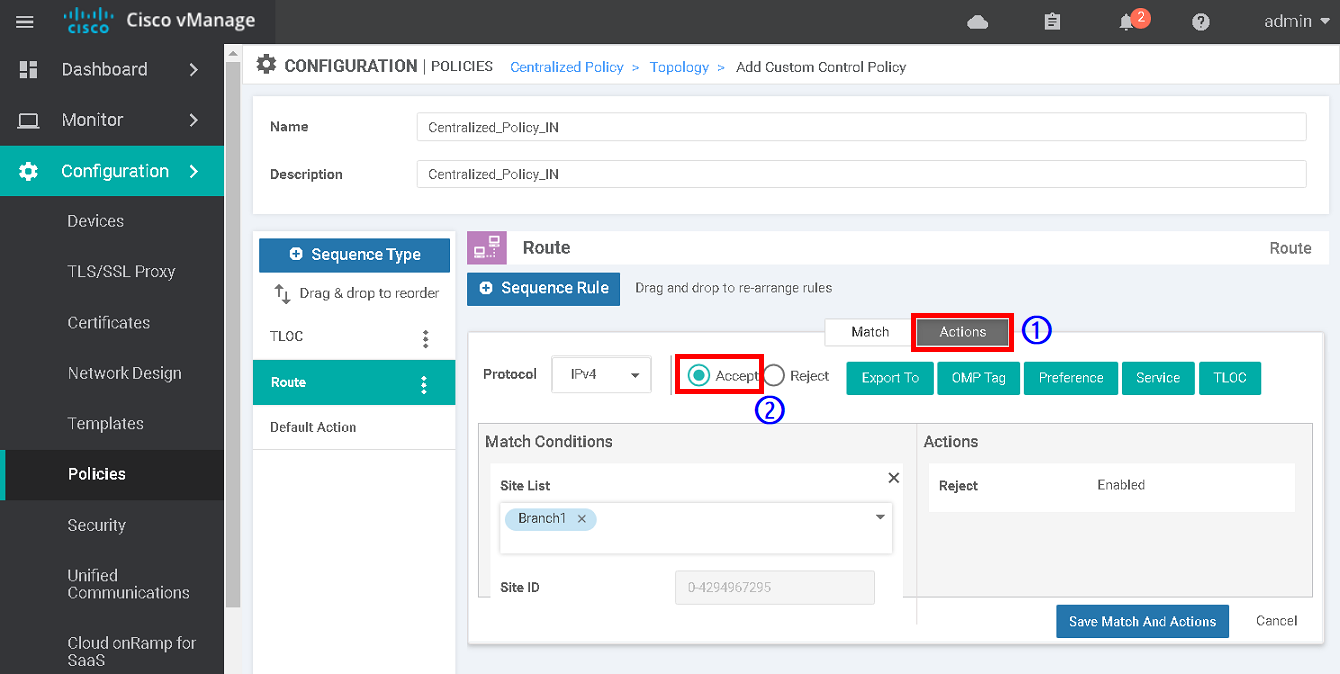 CISCO Cisco vManage
2
admin
Dashboard
Monitor
Configuration
Devices
TLS/SSL Proxy
Certificates
Network Design
Templates
Policies
Security
Unified
Communications
Cloud onRamp for
SaaS
CONFIGURATION | POLICIES Centralized Policy > Topology > Add Custom Control Policy
Name Centralized_Policy_IN
Description Centralized_Policy_IN
Sequence Type
Drag & drop to reorder
TLOC
Route
Default Action
Route Route
Sequence Rule Drag and drop to re-arrange rules
Match Actions ①
Protocol IPv4 Accept Reject Export To OMP Tag Preference Service TLOC
②
Match Conditions
Site List
Branch1
Site ID 0-4294967295
Actions
Reject Enabled
Save Match And Actions Cancel